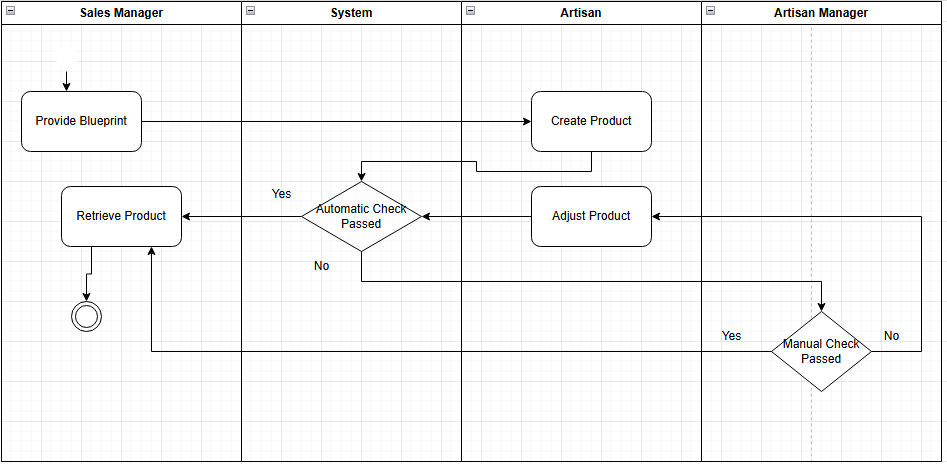 Sales Manager
System
Artisan
Artisan Manager
Provide Blueprint
Create Product
Yes
Retrieve Product
Automatic Check
Passed
Adjust Product
No
Yes
Manual Check
Passed
No